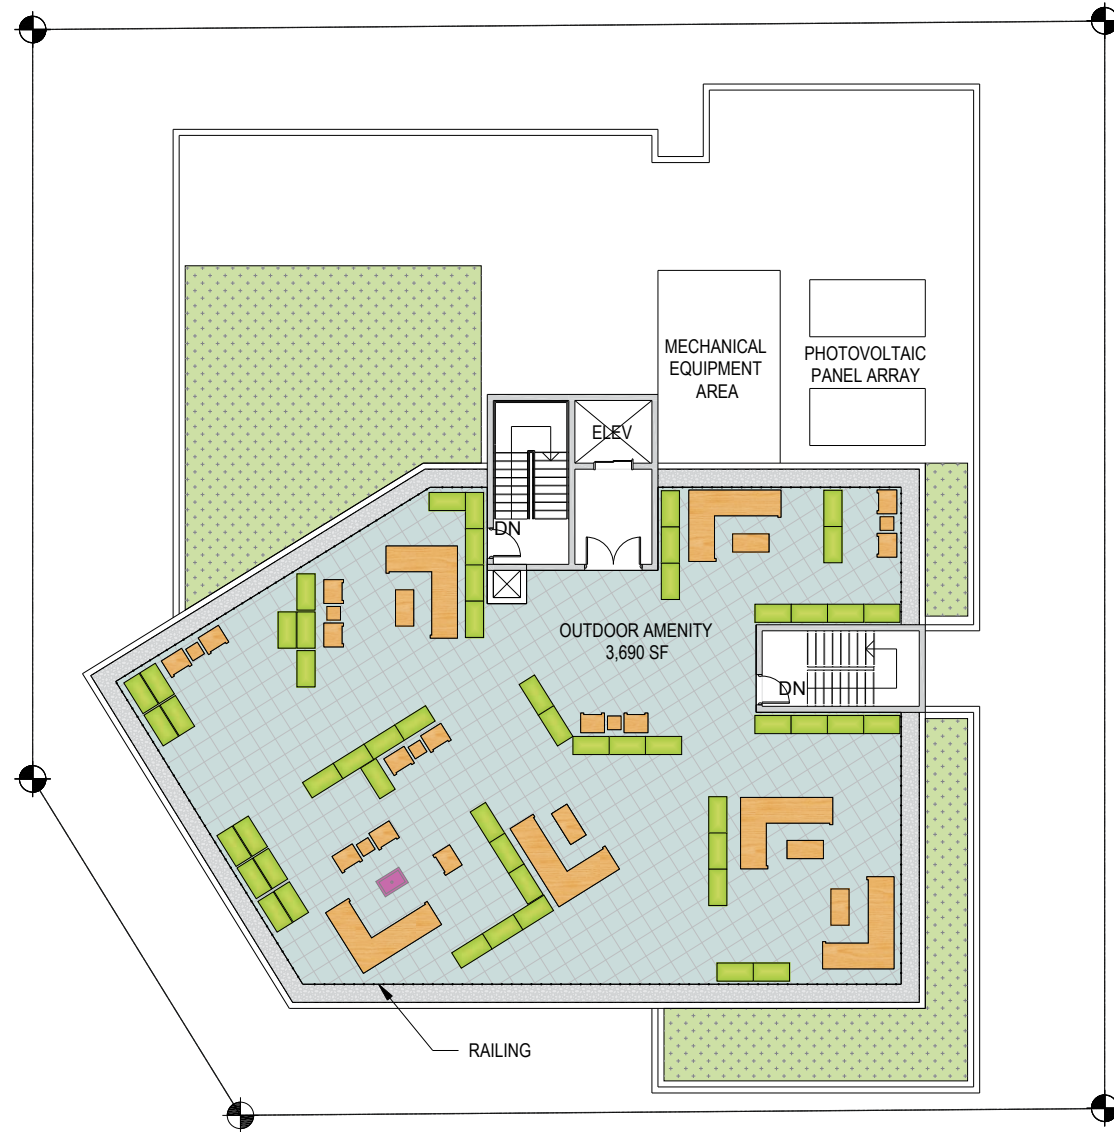 MECHANICAL
EQUIPMENT
AREA
PHOTOVOLTAIC
PANEL ARRAY
ELEV
DN
OUTDOOR AMENITY
3,690 SF
DN
RAILING